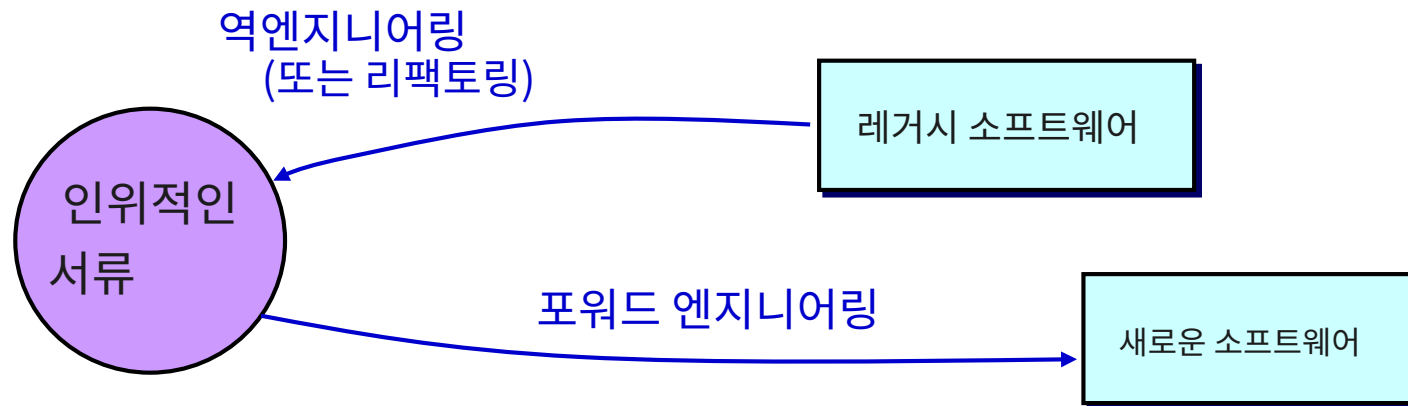 역엔지니어링
(또는 리팩토링)
레거시 소프트웨어
인위적인
서류
포워드 엔지니어링
새로운 소프트웨어